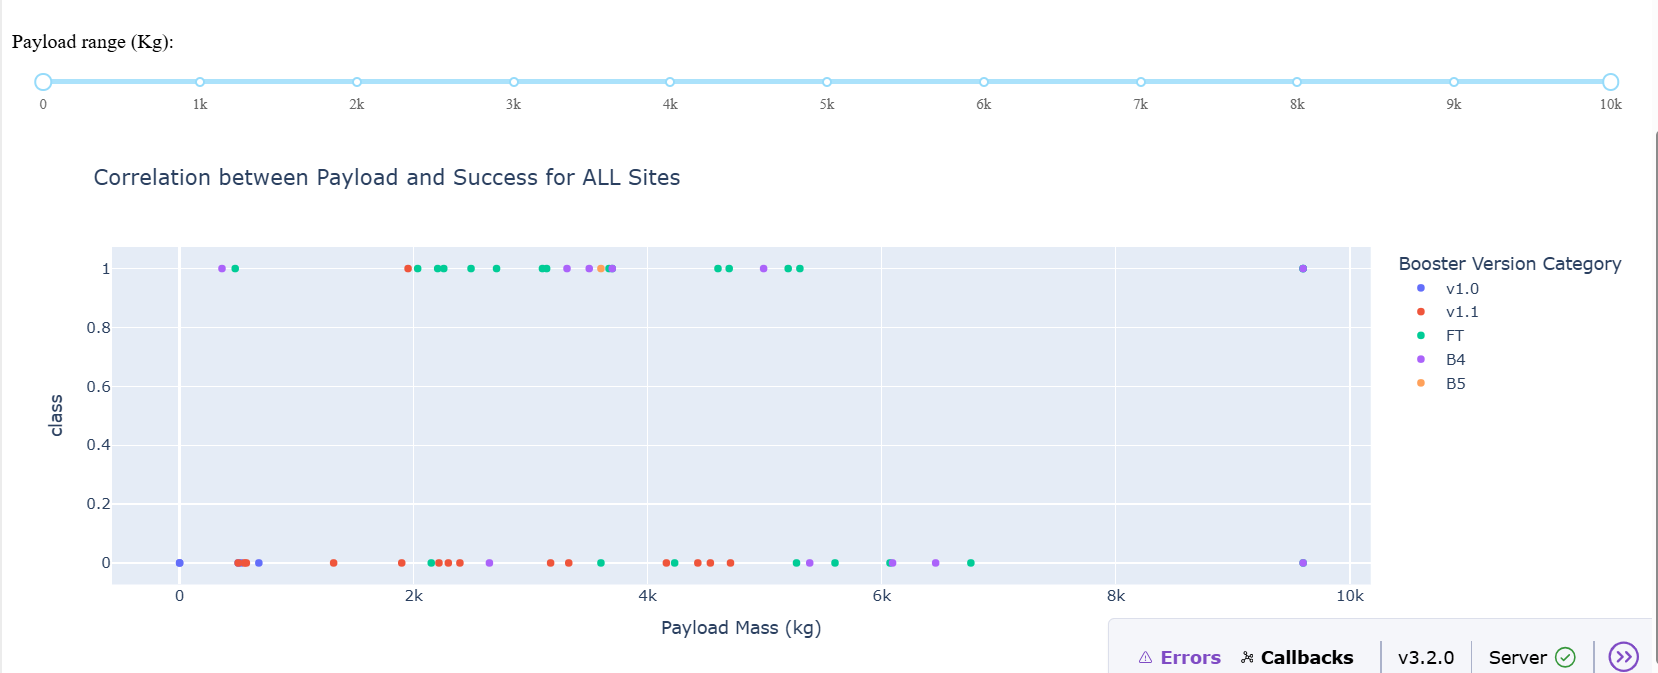 Payload range (Kg):
0 1k 2k 3k 4k 5k 6k 7k 8k 9k 10k
Correlation between Payload and Success for ALL Sites
Booster Version Category
v1.0
v1.1
FT
B4
B5
1
0.8
0.6
0.4
0.2
0
class
0 2k 4k 6k 8k 10k
Payload Mass (kg)
Errors Callbacks v3.2.0 Server